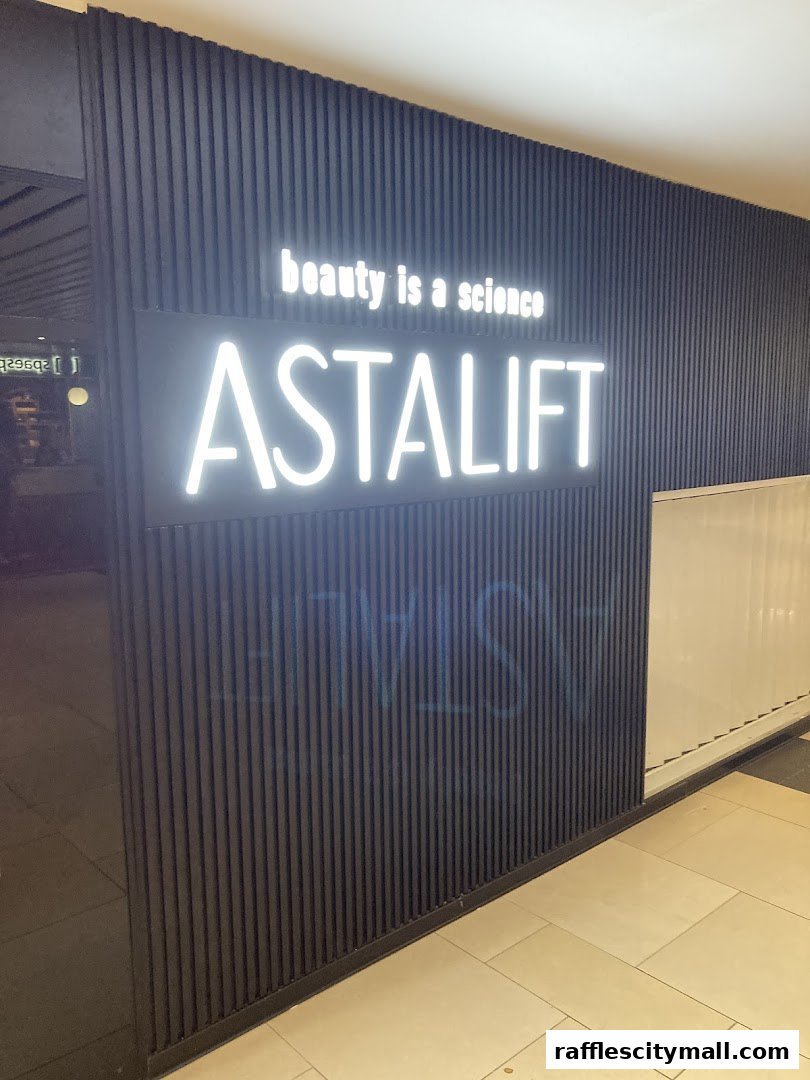 beauty is a science
ASTALIFT
rafflescitymall.com